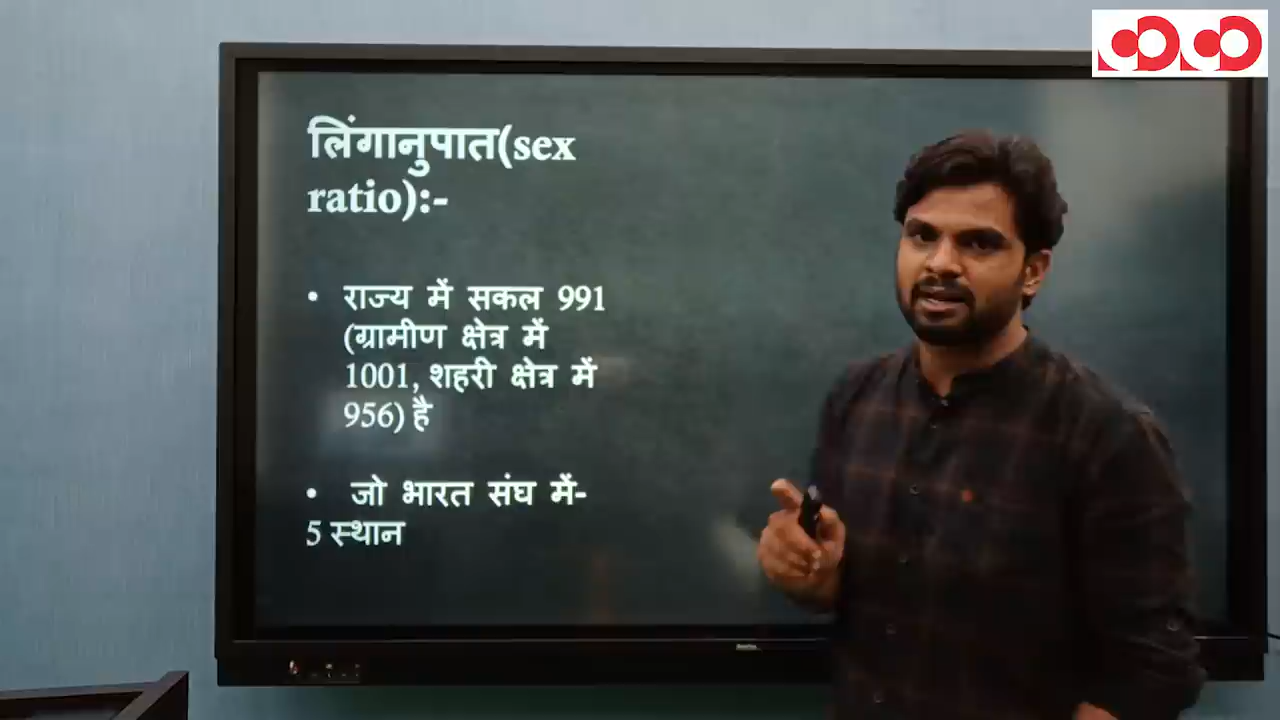 लिंगानुपात(sex
ratio):-
• राज्य में सकल 991
(ग्रामीण क्षेत्र में
1001, शहरी क्षेत्र में
956) है
• जो भारत संघ में-
5 स्थान